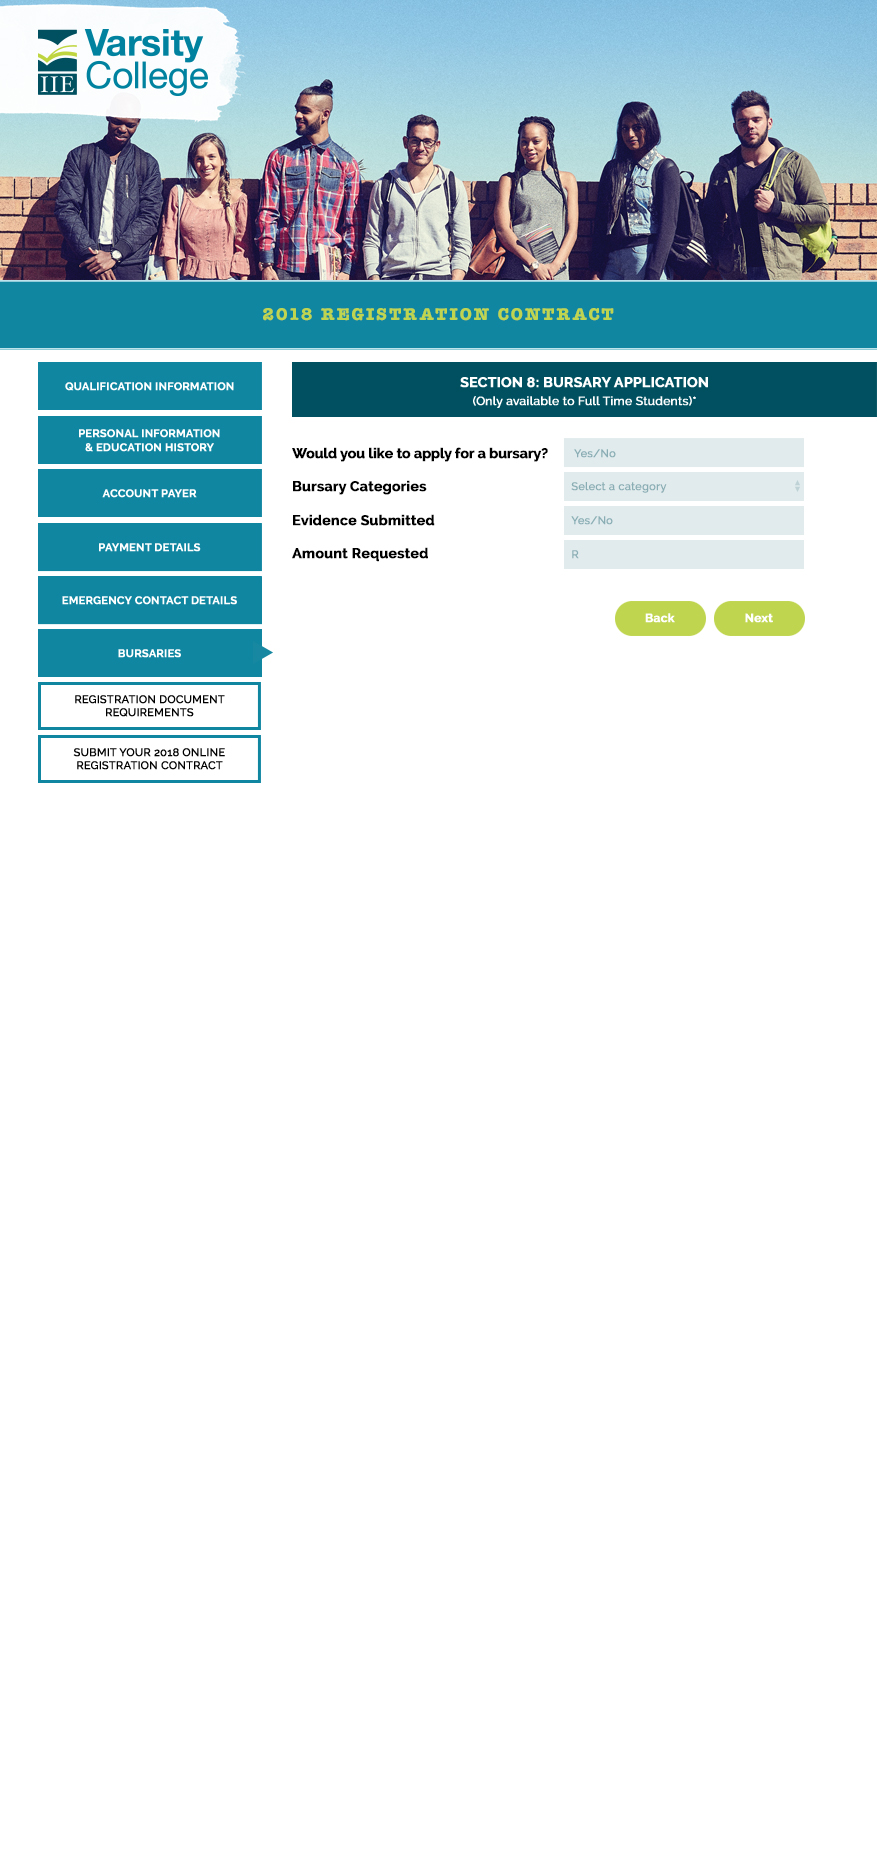 Varsity
College
IIE
2018 REGISTRATION CONTRACT
QUALIFICATION INFORMATION
PERSONAL INFORMATION
& EDUCATION HISTORY
ACCOUNT PAYER
PAYMENT DETAILS
EMERGENCY CONTACT DETAILS
BURSARIES
REGISTRATION DOCUMENT
REQUIREMENTS
SUBMIT YOUR 2018 ONLINE
REGISTRATION CONTRACT
SECTION 8: BURSARY APPLICATION
(Only available to Full Time Students)*
Would you like to apply for a bursary? Yes/No
Bursary Categories Select a category
Evidence Submitted Yes/No
Amount Requested R
Back Next